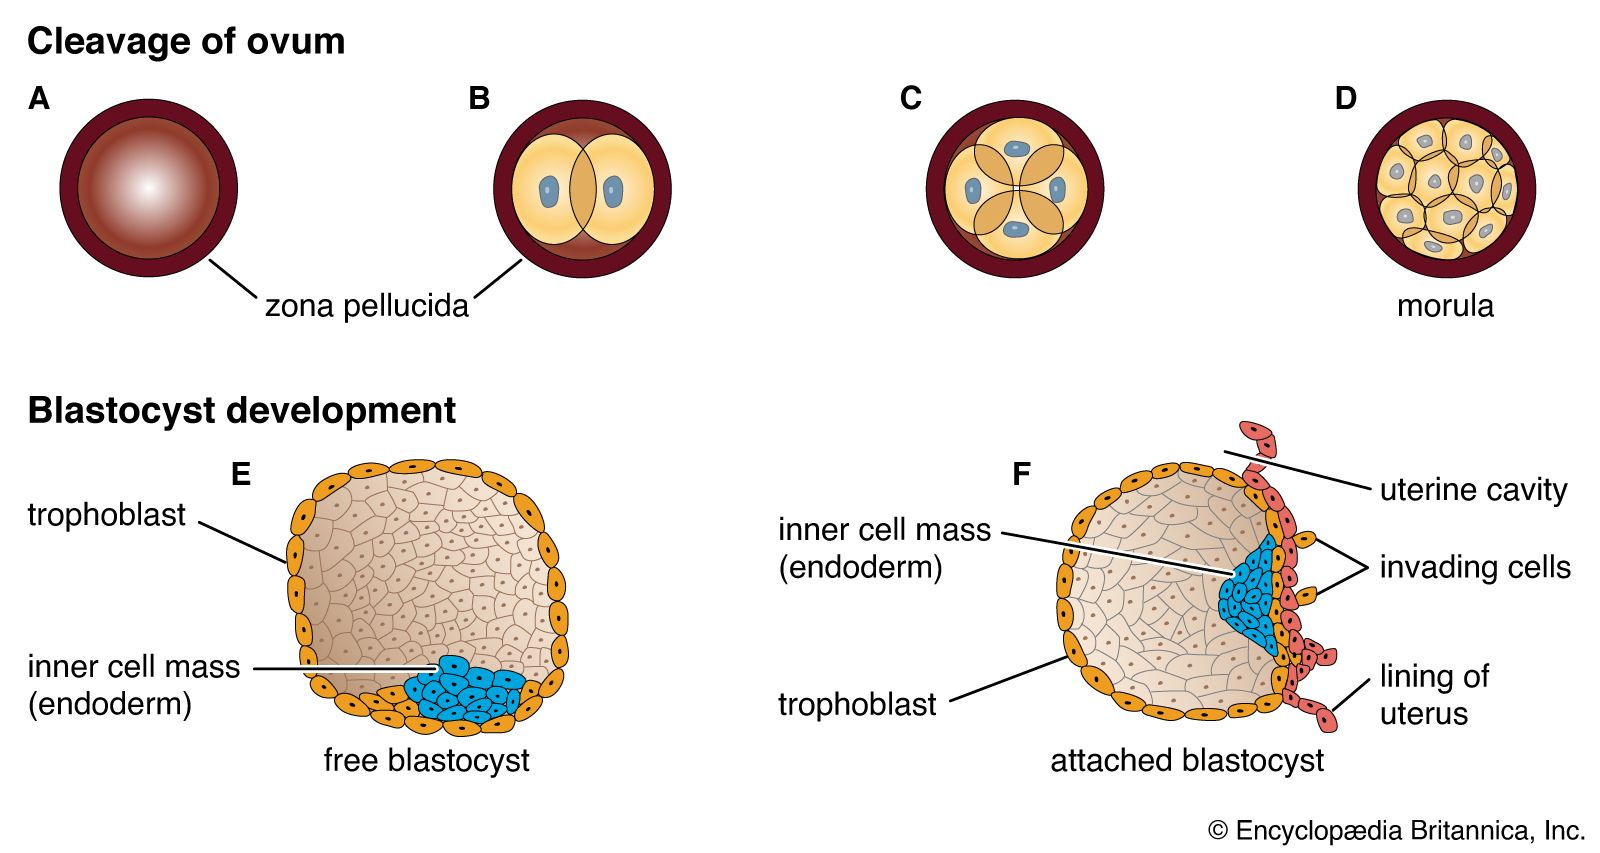 Cleavage of ovum
A
B
C
D
zona pellucida
morula
Blastocyst development
E
F
trophoblast
inner cell mass
(endoderm)
free blastocyst
uterine cavity
inner cell mass
(endoderm)
invading cells
trophoblast
lining of
uterus
attached blastocyst
© Encyclopædia Britannica, Inc.